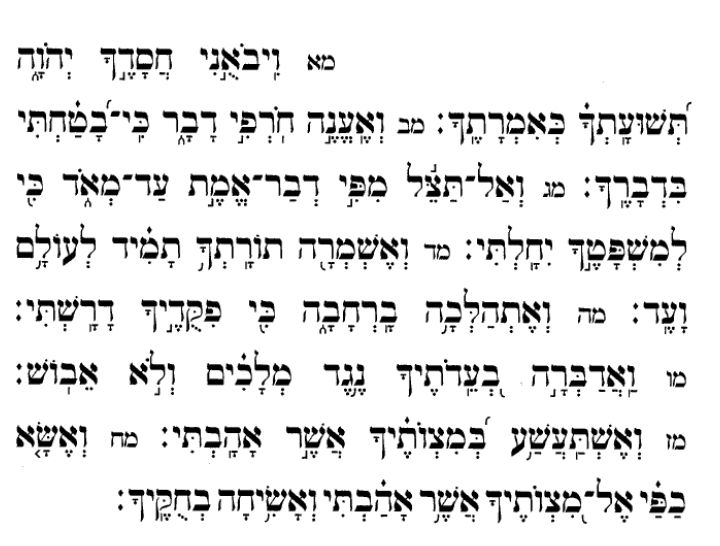 מא וִֽיבֹאֻ֣נִי חֲסָדֶ֣ךָ יְהוָ֑ה
תְּ֝שׁוּעָתְךָ֗ כְּאִמְרָתֶֽךָ׃ מב וְאֶֽעֱנֶ֣ה חֹרְפִ֣י דָבָ֑ר כִּֽי־בָ֝טַ֗חְתִּי
בִּדְבָרֶֽךָ׃ מג וְֽאַל־תַּצֵּ֬ל מִפִּ֣י דְבַר־אֱמֶ֣ת עַד־מְאֹ֑ד כִּ֖י
לְמִשְׁפָּטֶ֣ךָ יִחָֽלְתִּי׃ מד וְאֶשְׁמְרָ֖ה תוֹרָתְךָ֥ תָמִ֗יד לְעוֹלָ֥ם
וָעֶֽד׃ מה וְאֶתְהַלְּכָ֥ה בָרְחָבָ֑ה כִּ֖י פִקֻּדֶ֣יךָ דָרָֽשְׁתִּי׃
מו וַאֲדַבְּרָ֣ה בְ֭עֵדֹתֶיךָ נֶ֥גֶד מְלָכִ֗ים וְלֹ֣א אֵבֽוֹשׁ׃
מז וְאֶשְׁתַּֽעֲשַׁ֥ע בְּ֝מִצְוֺתֶ֗יךָ אֲשֶׁ֣ר אָהָֽבְתִּי׃ מח וְאֶשָּֽׂא
כַפַּ֗י אֶֽל־מִ֭צְוֺתֶיךָ אֲשֶׁ֥ר אָהַ֗בְתִּי וְאָשִׂ֥יחָה בְחֻקֶּֽיךָ׃